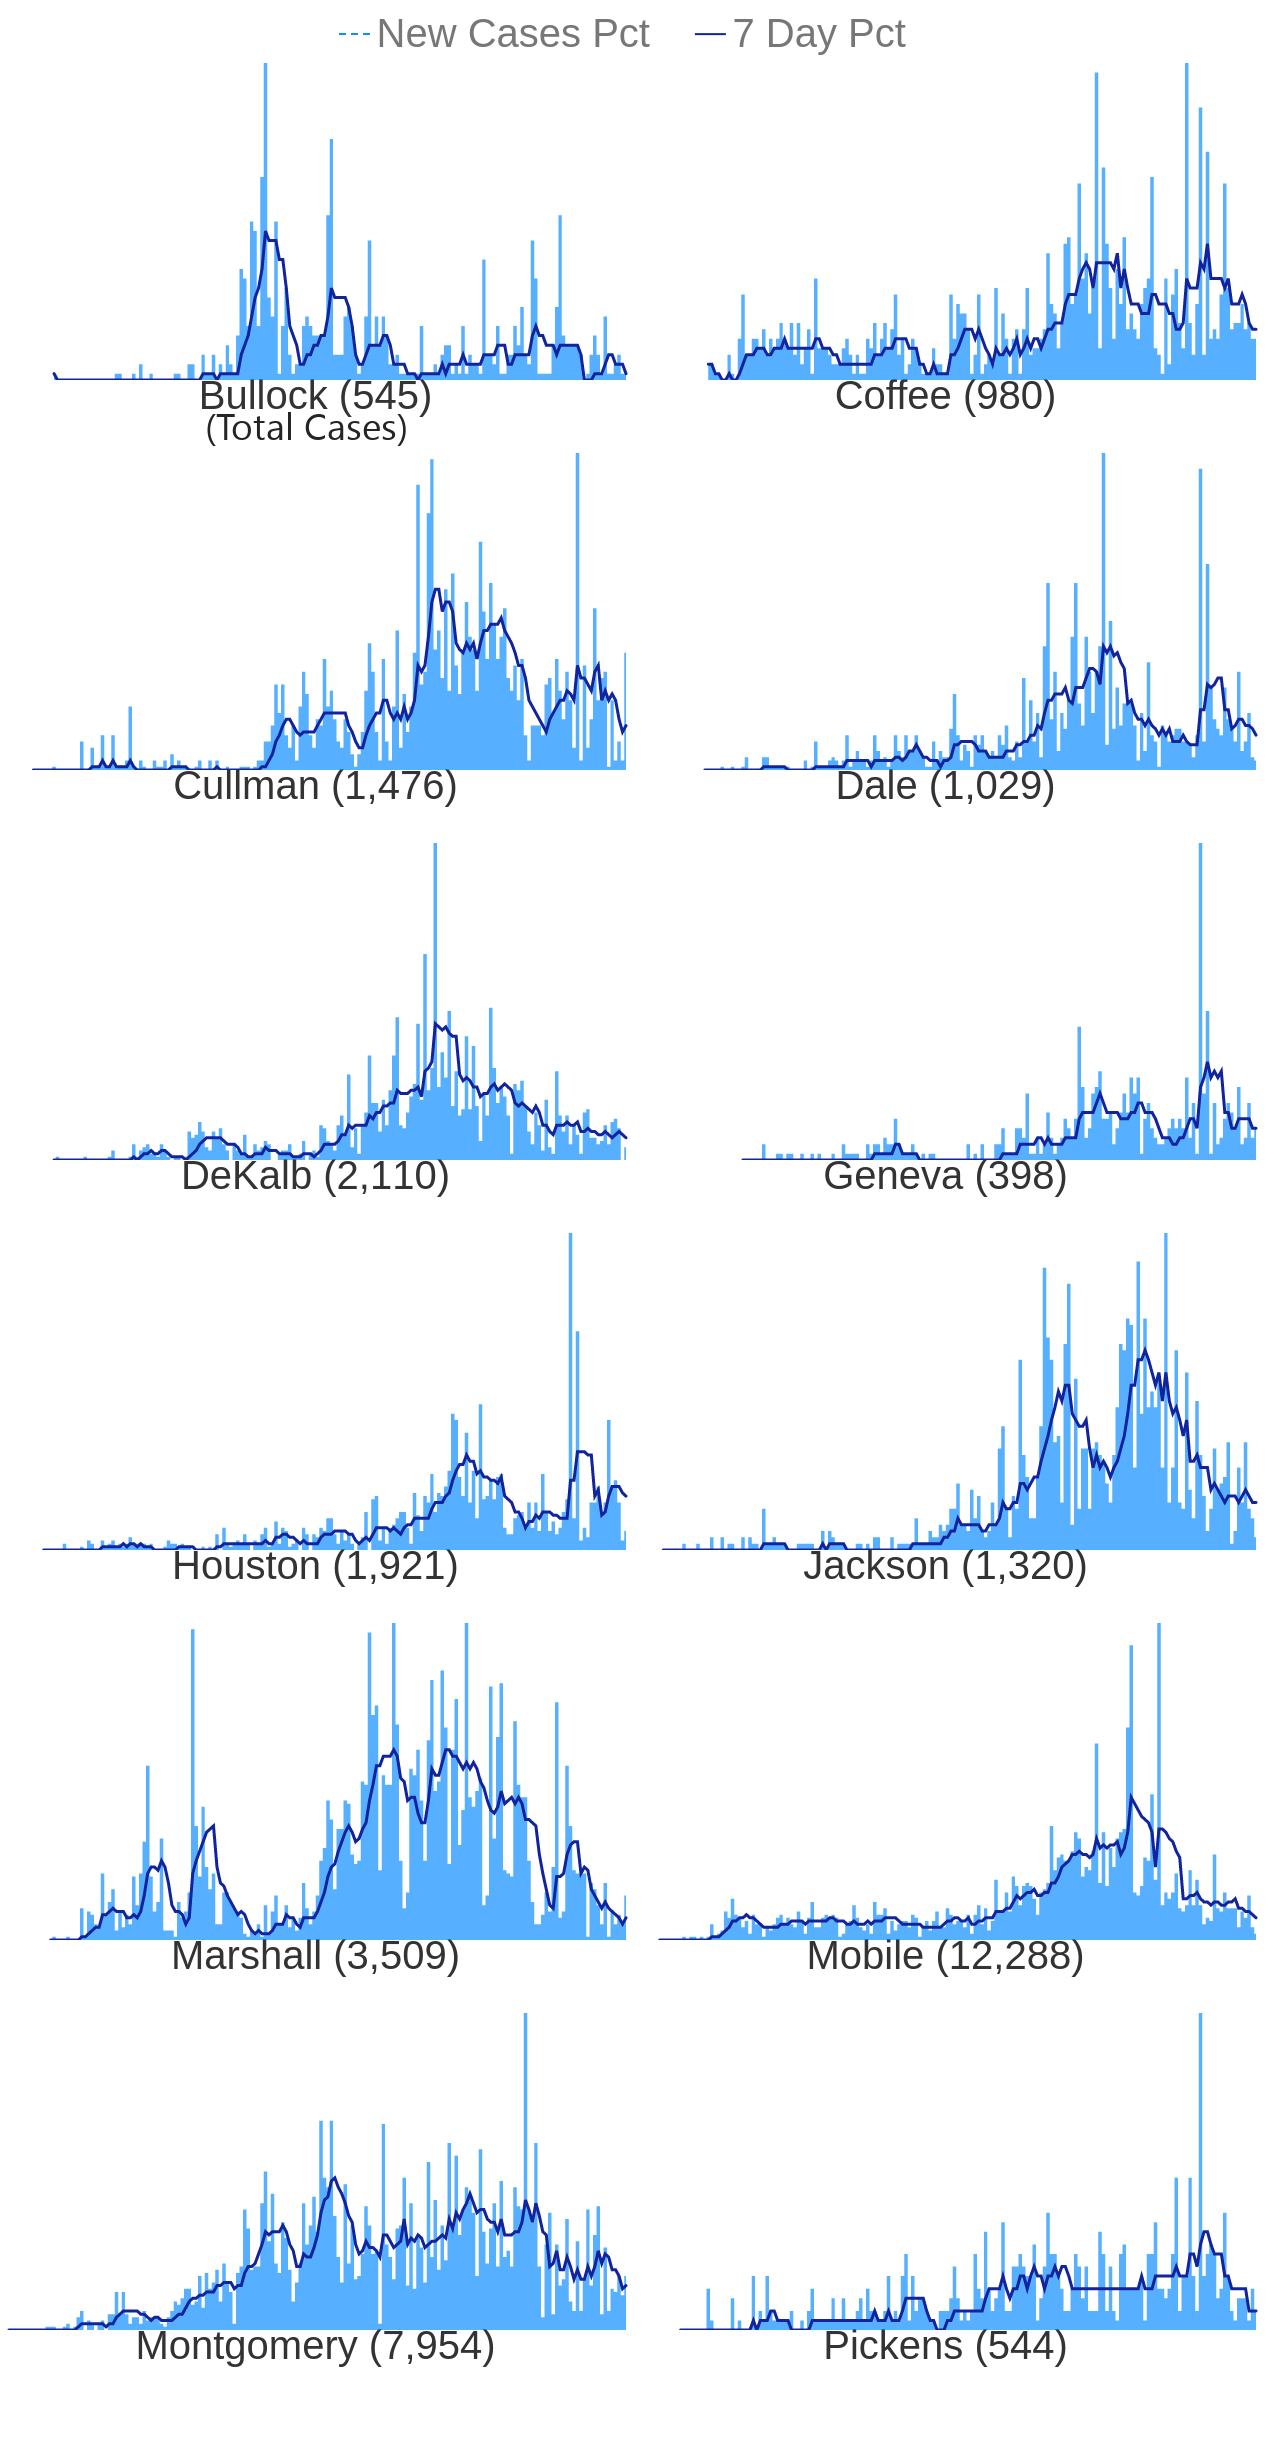 New Cases Pct 7 Day Pct
Bullock (545) Coffee (980)
(Total Cases)
Cullman (1,476) Dale (1,029)
DeKalb (2,110) Geneva (398)
Houston (1,921) Jackson (1,320)
Marshall (3,509) Mobile (12,288)
Montgomery (7,954) Pickens (544)